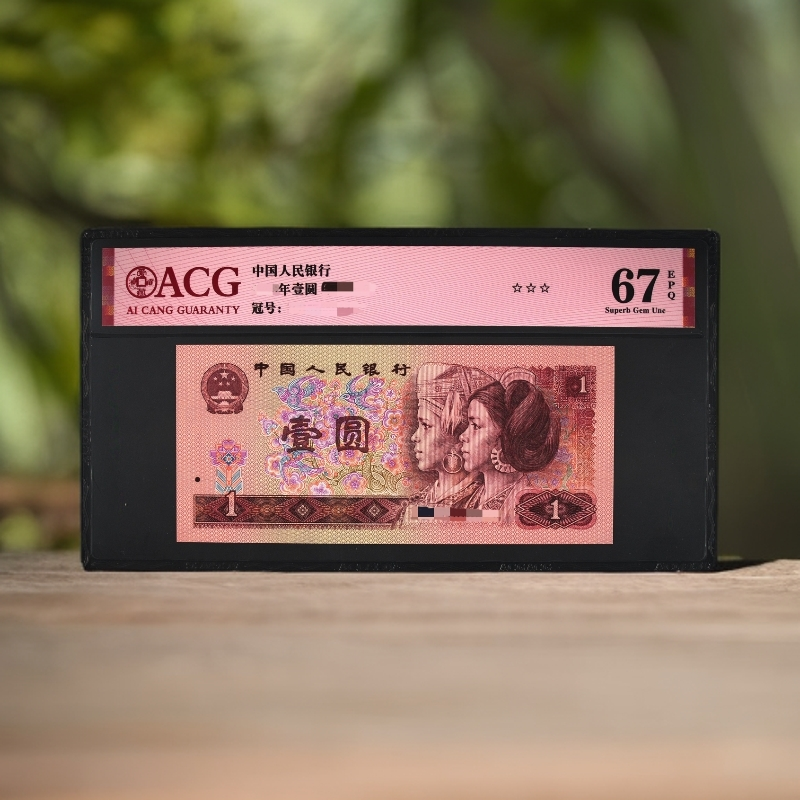 ACG
AI CANG GUARANTY
中国人民银行
年壹圆
冠号:
☆☆☆
67
EPQ
Superb Gem Unc
中国人民银行
壹圆
1
1
1